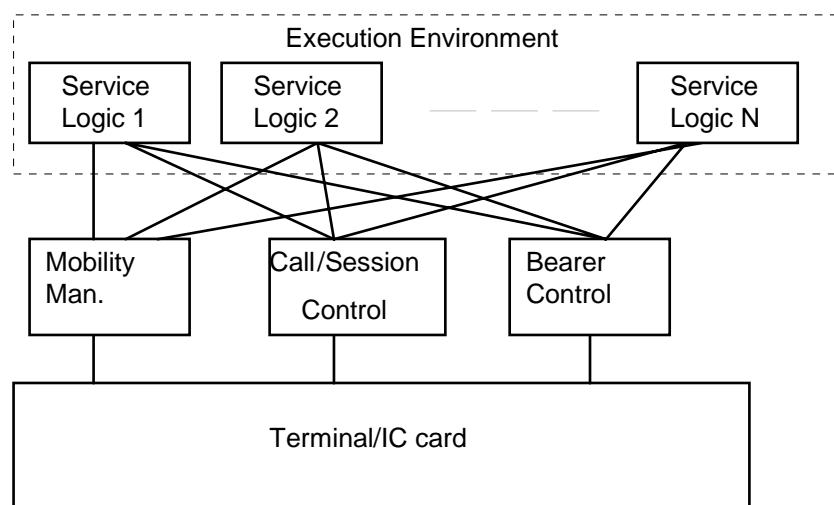 Execution Environment
Service
Logic 1
Service
Logic 2
Service
Logic N
Mobility
Man.
Call/Session
Control
Bearer
Control
Terminal/IC card